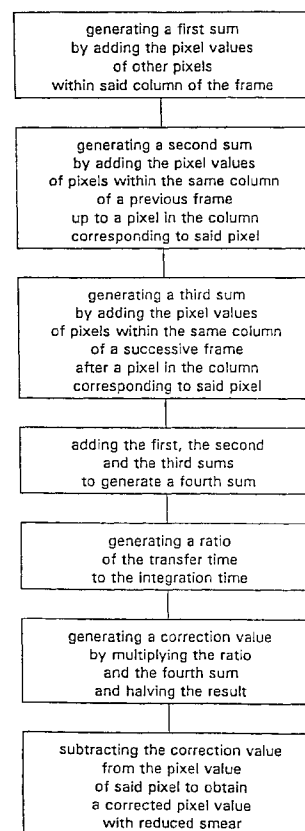 generating a first sum
by adding the pixel values
of other pixels
within said column of the frame
generating a second sum
by adding the pixel values
of pixels within the same column
of a previous frame
up to a pixel in the column
corresponding to said pixel
generating a third sum
by adding the pixel values
of pixels within the same column
of a successive frame
after a pixel in the column
corresponding to said pixel
adding the first, the second
and the third sums
to generate a fourth sum
generating a ratio
of the transfer time
to the integration time
generating a correction value
by multiplying the ratio
and the fourth sum
and halving the result
subtracting the correction value
from the pixel value
of said pixel to obtain
a corrected pixel value
with reduced smear